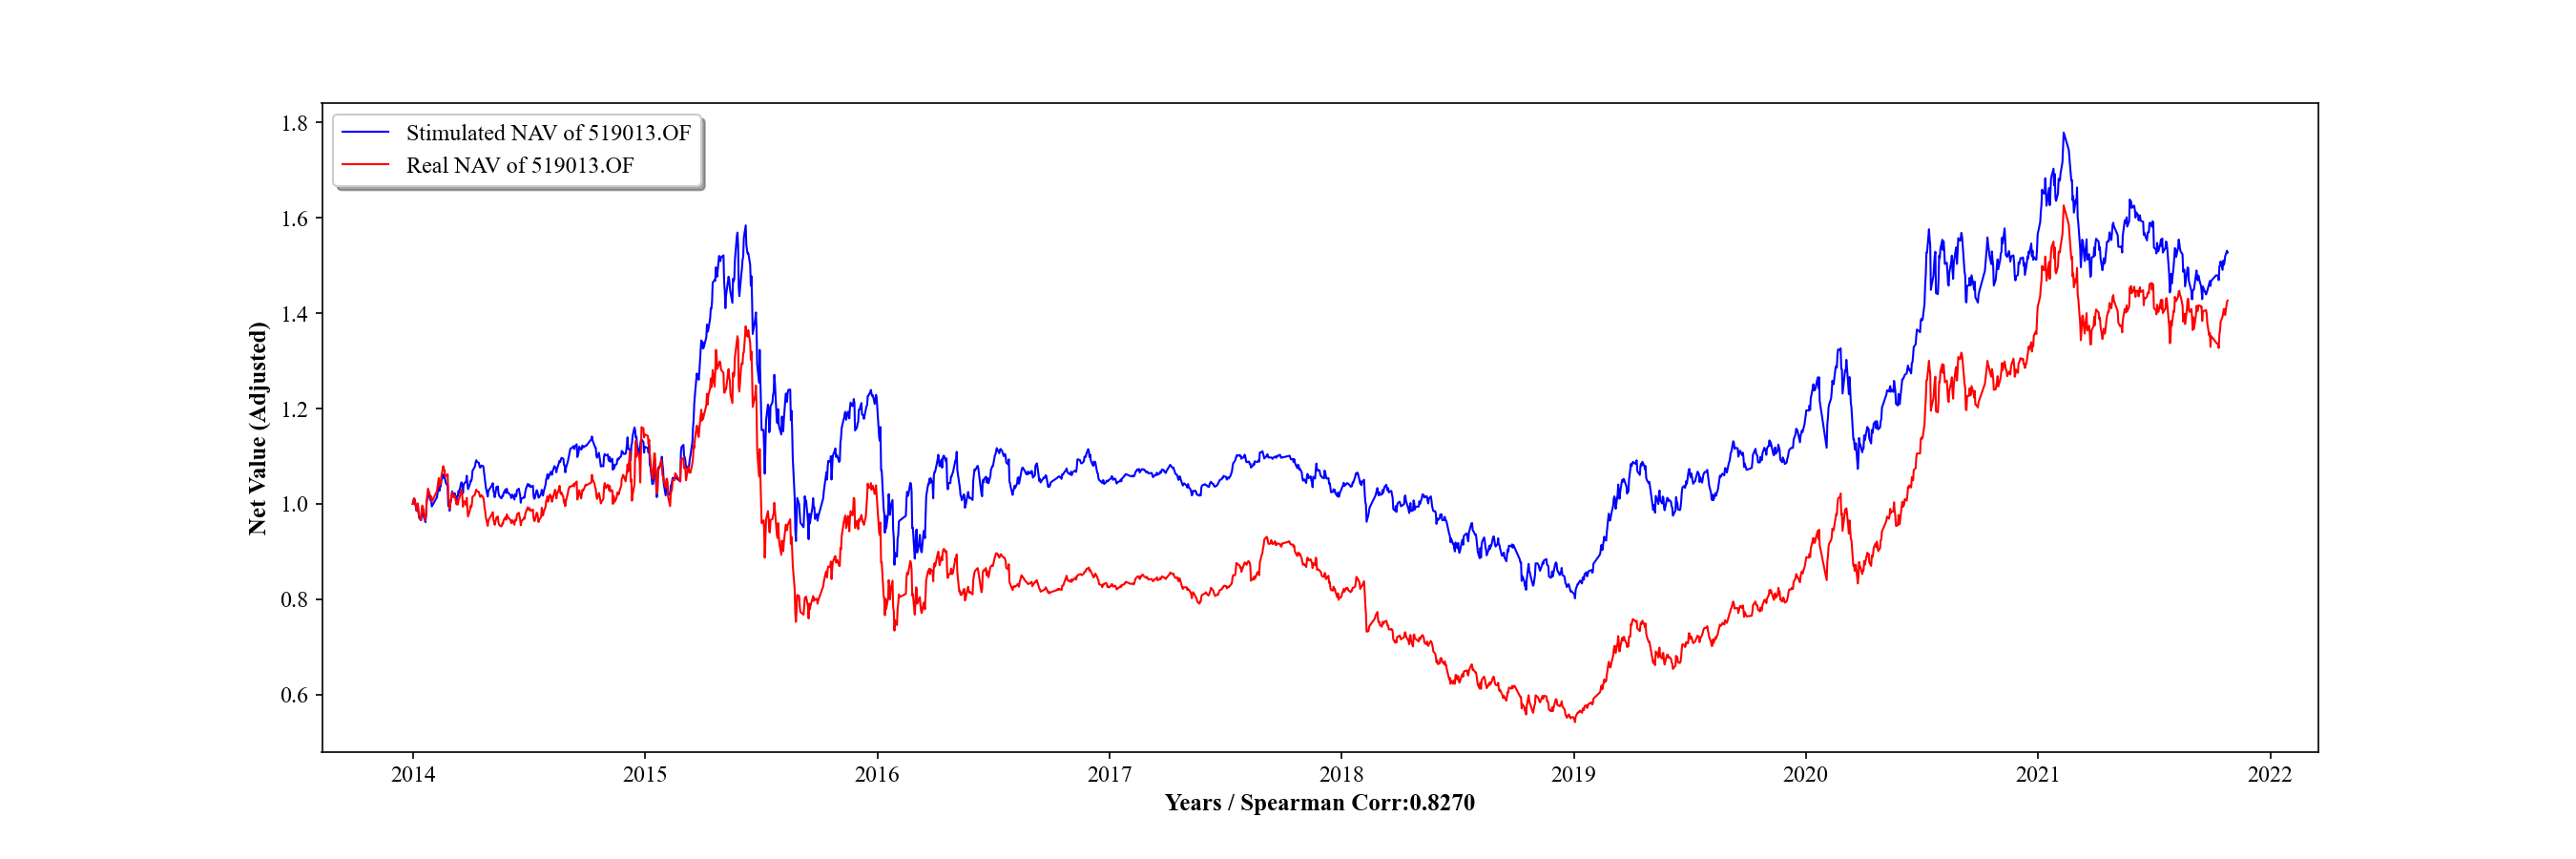 Stimulated NAV of 519013.OF
Real NAV of 519013.OF
Net Value (Adjusted)
1.8
1.6
1.4
1.2
1.0
0.8
0.6
2014 2015 2016 2017 2018 2019 2020 2021 2022
Years / Spearman Corr:0.8270